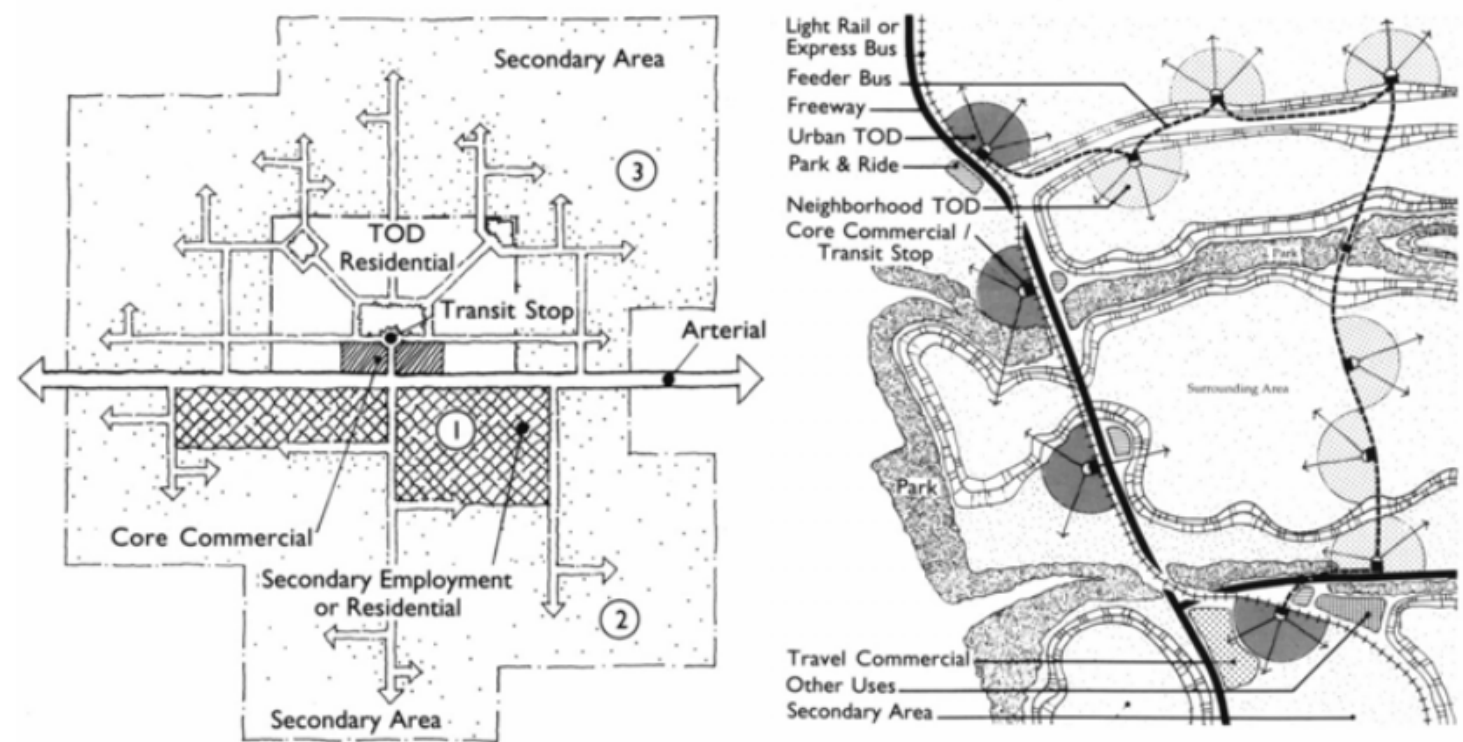 Secondary Area
3
TOD
Residential
Transit Stop
Arterial
1
Core Commercial
Secondary Employment
or Residential
2
Secondary Area
Light Rail or
Express Bus
Feeder Bus
Freeway
Urban TOD
Park & Ride
Neighborhood TOD
Core Commercial /
Transit Stop
Park
Surrounding Area
Park
Travel Commercial
Other Uses
Secondary Area